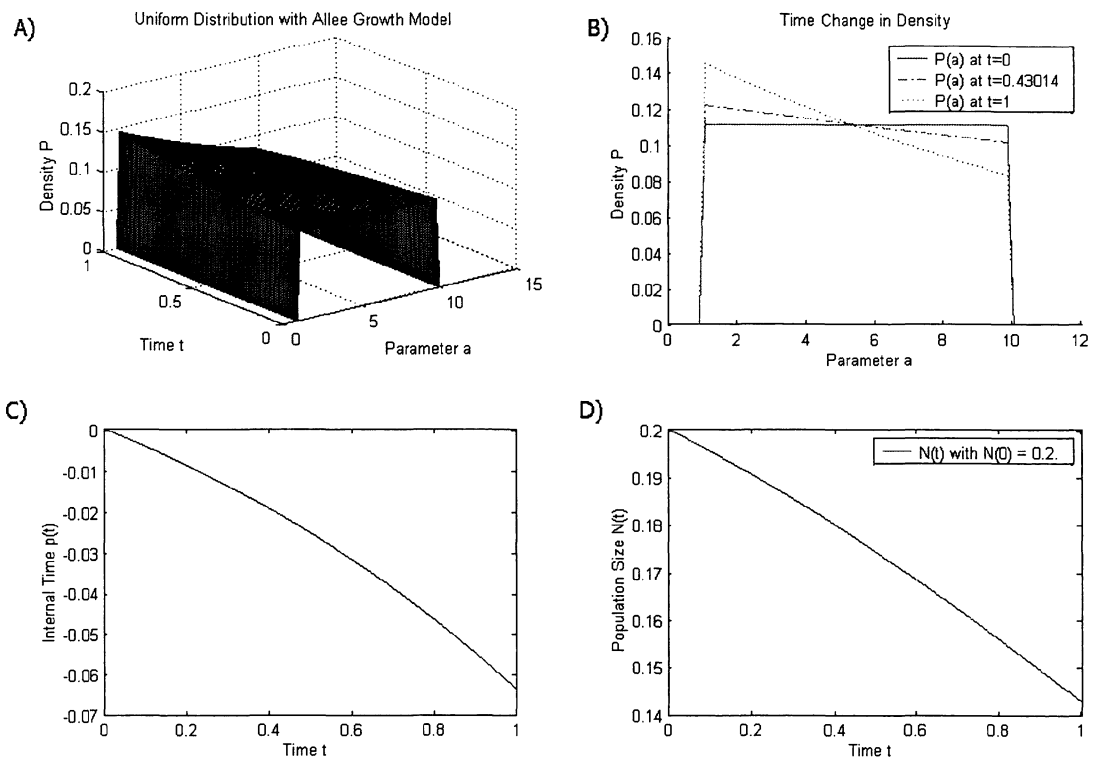 A)
Uniform Distribution with Allee Growth Model
0.2
0.15
0.1
0.05
0
Density P
1
0.5
0
Time t
0
5
10
15
Parameter a
B)
Time Change in Density
0.16
0.14
0.12
0.1
0.08
0.06
0.04
0.02
0
Density P
P(a) at t=0
P(a) at t=0.43014
P(a) at t=1
0 2 4 6 8 10 12
Parameter a
C)
0
-0.01
-0.02
-0.03
-0.04
-0.05
-0.06
-0.07
Internal Time p(t)
0 0.2 0.4 0.6 0.8 1
Time t
D)
0.2
0.19
0.18
0.17
0.16
0.15
0.14
Population Size N(t)
N(t) with N(0) = 0.2.
0 0.2 0.4 0.6 0.8 1
Time t